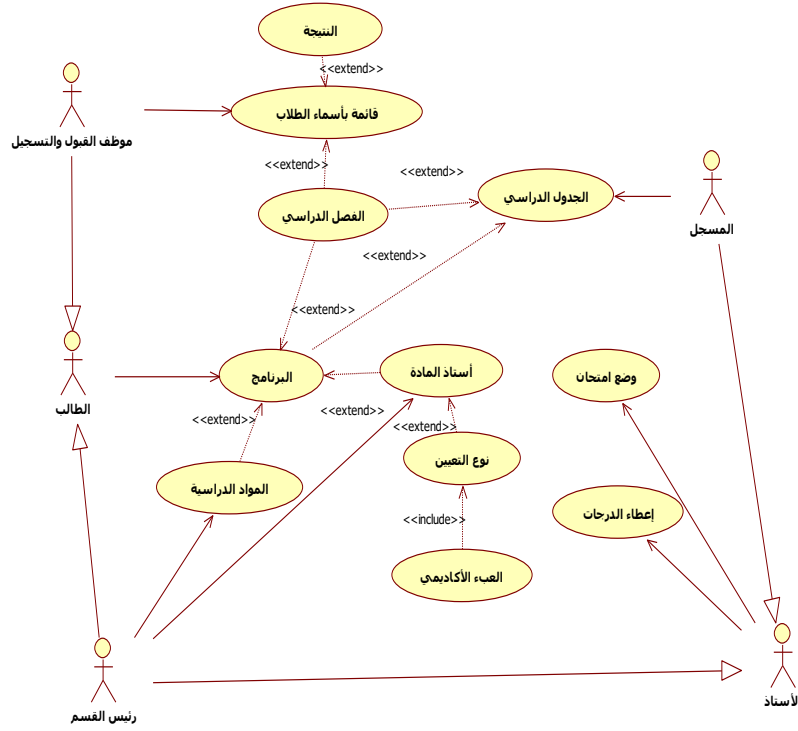 النتيجة
<<extend>>
قائمة بأسماء الطلاب
موظف القبول والتسجيل
<<extend>>
<<extend>>
الجدول الدراسي
الفصل الدراسي
المسجل
<<extend>>
<<extend>>
البرنامج
أستاذ المادة
وضع امتحان
الطالب
<<extend>>
<<extend>>
<<extend>>
نوع التعيين
المواد الدراسية
إعطاء الدرجات
<<include>>
العبء الأكاديمي
لأستاذ
رئيس القسم